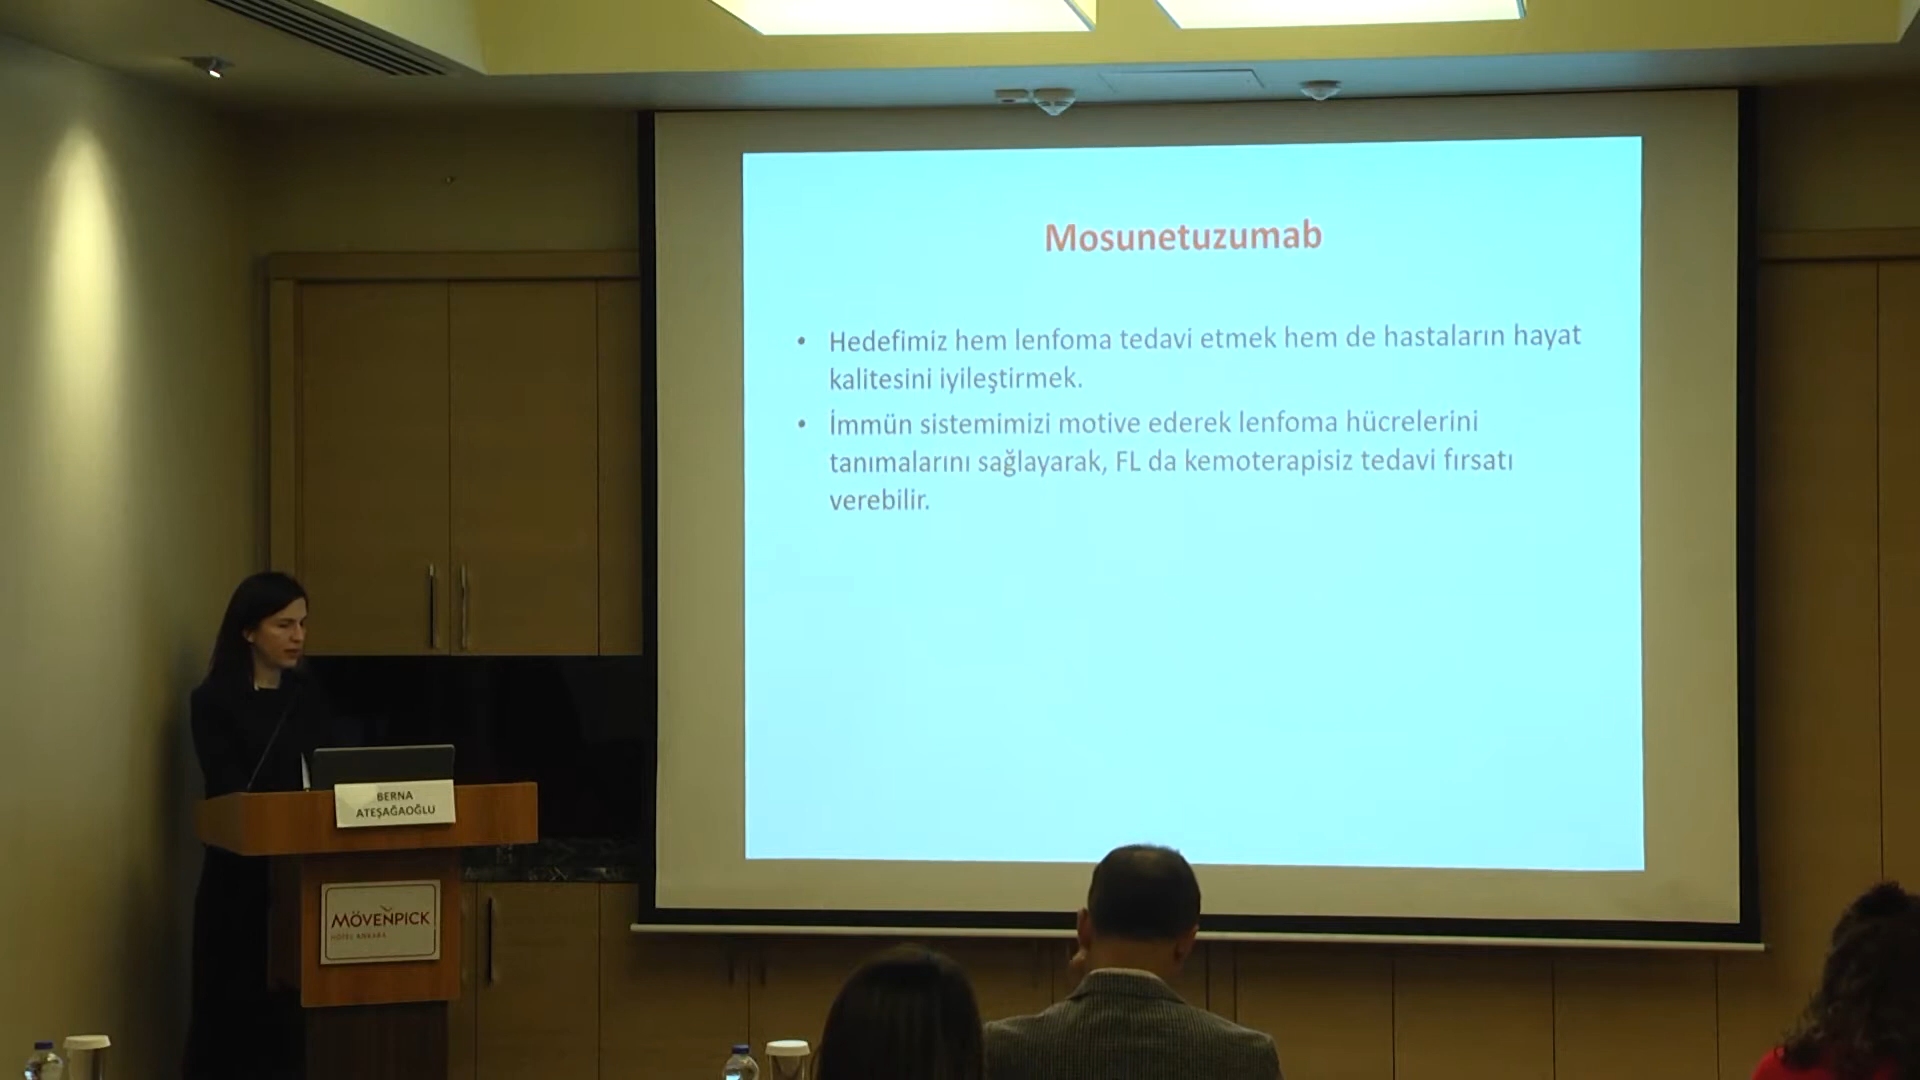 Mosunetuzumab
• Hedefimiz hem lenfoma tedavi etmek hem de hastaların hayat
kalitesini iyileştirmek.
• İmmün sistemimizi motive ederek lenfoma hücrelerini
tanımalarını sağlayarak, FL da kemoterapisiz tedavi fırsatı
verebilir.
BERNA
ATEŞAĞAOĞLU
MÖVENPICK
HOTEL ANKARA